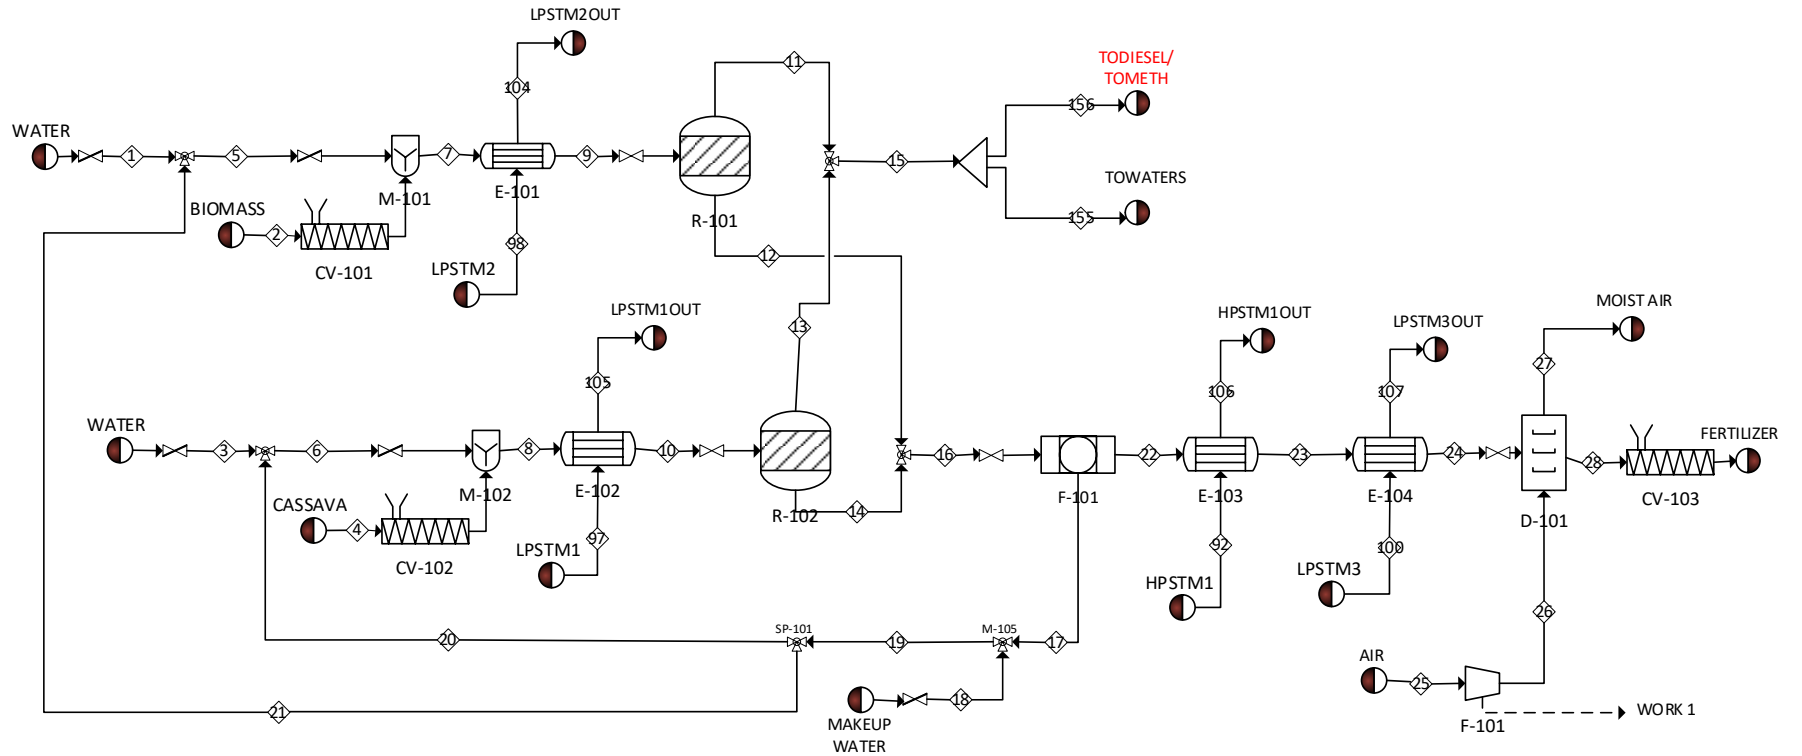 LPSTM2OUT
11
TODIESEL/
TOMETH
104
156
WATER
1
5
7
9
15
M-101
E-101
TOWATERS
BIOMASS
2
R-101
155
98
12
CV-101
LPSTM2
LPSTM1OUT
13
HPSTM1OUT
LPSTM3OUT
MOIST AIR
27
105
106
107
WATER
3
6
8
10
16
22
23
24
28
FERTILIZER
M-102
E-102
F-101
E-103
E-104
CV-103
CASSAVA
4
R-102
14
D-101
97
92
100
CV-102
LPSTM1
HPSTM1
LPSTM3
26
SP-101
M-105
20
19
17
AIR
25
18
21
MAKEUP
WATER
F-101
WORK 1